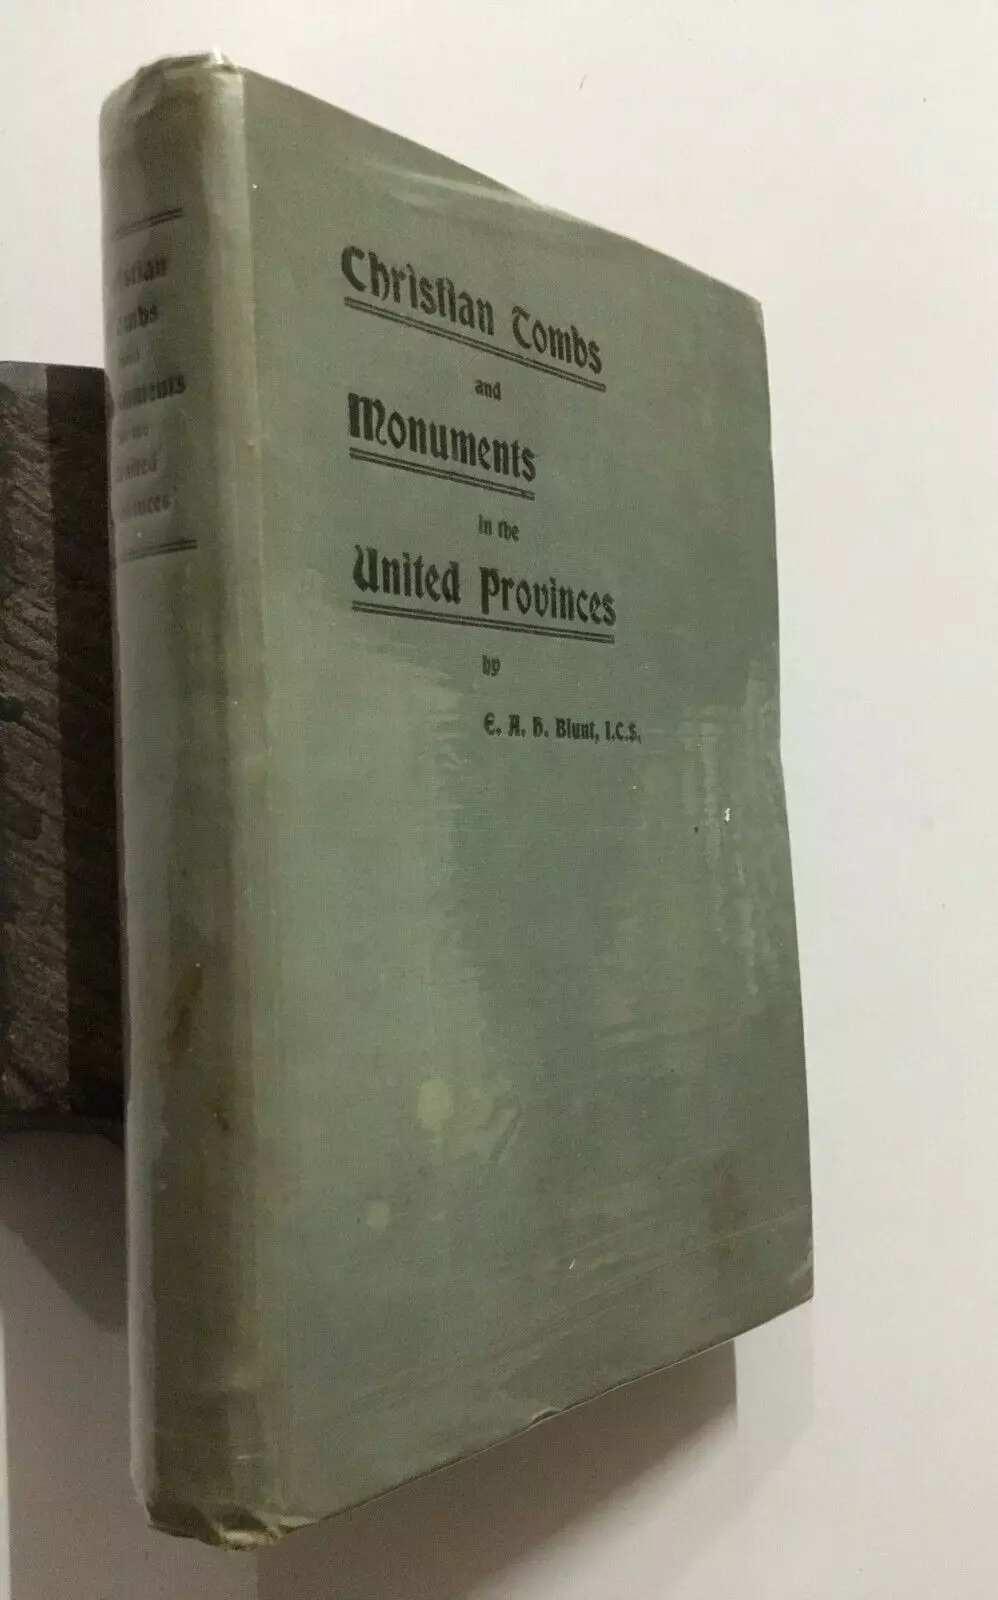 Christian Tombs
and
Monuments
in the
United Provinces
by
E. A. H. Blunt, I.C.S.